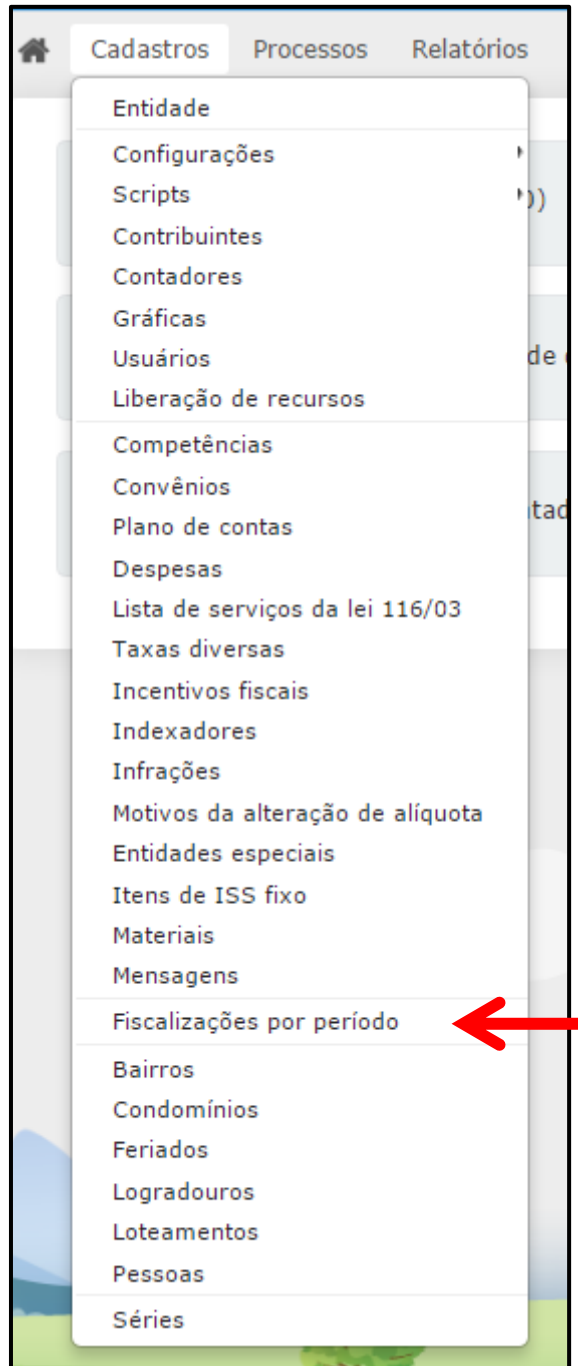 Cadastros Processos Relatórios
Entidade
Configurações
Scripts
Contribuintes
Contadores
Gráficas
Usuários
de
Liberação de recursos
Competências
Convênios
Plano de contas
Despesas
Lista de serviços da lei 116/03
Taxas diversas
Incentivos fiscais
Indexadores
Infrações
Motivos da alteração de alíquota
Entidades especiais
Itens de ISS fixo
Materiais
Mensagens
Fiscalizações por período
Bairros
Condomínios
Feriados
Logradouros
Loteamentos
Pessoas
Séries